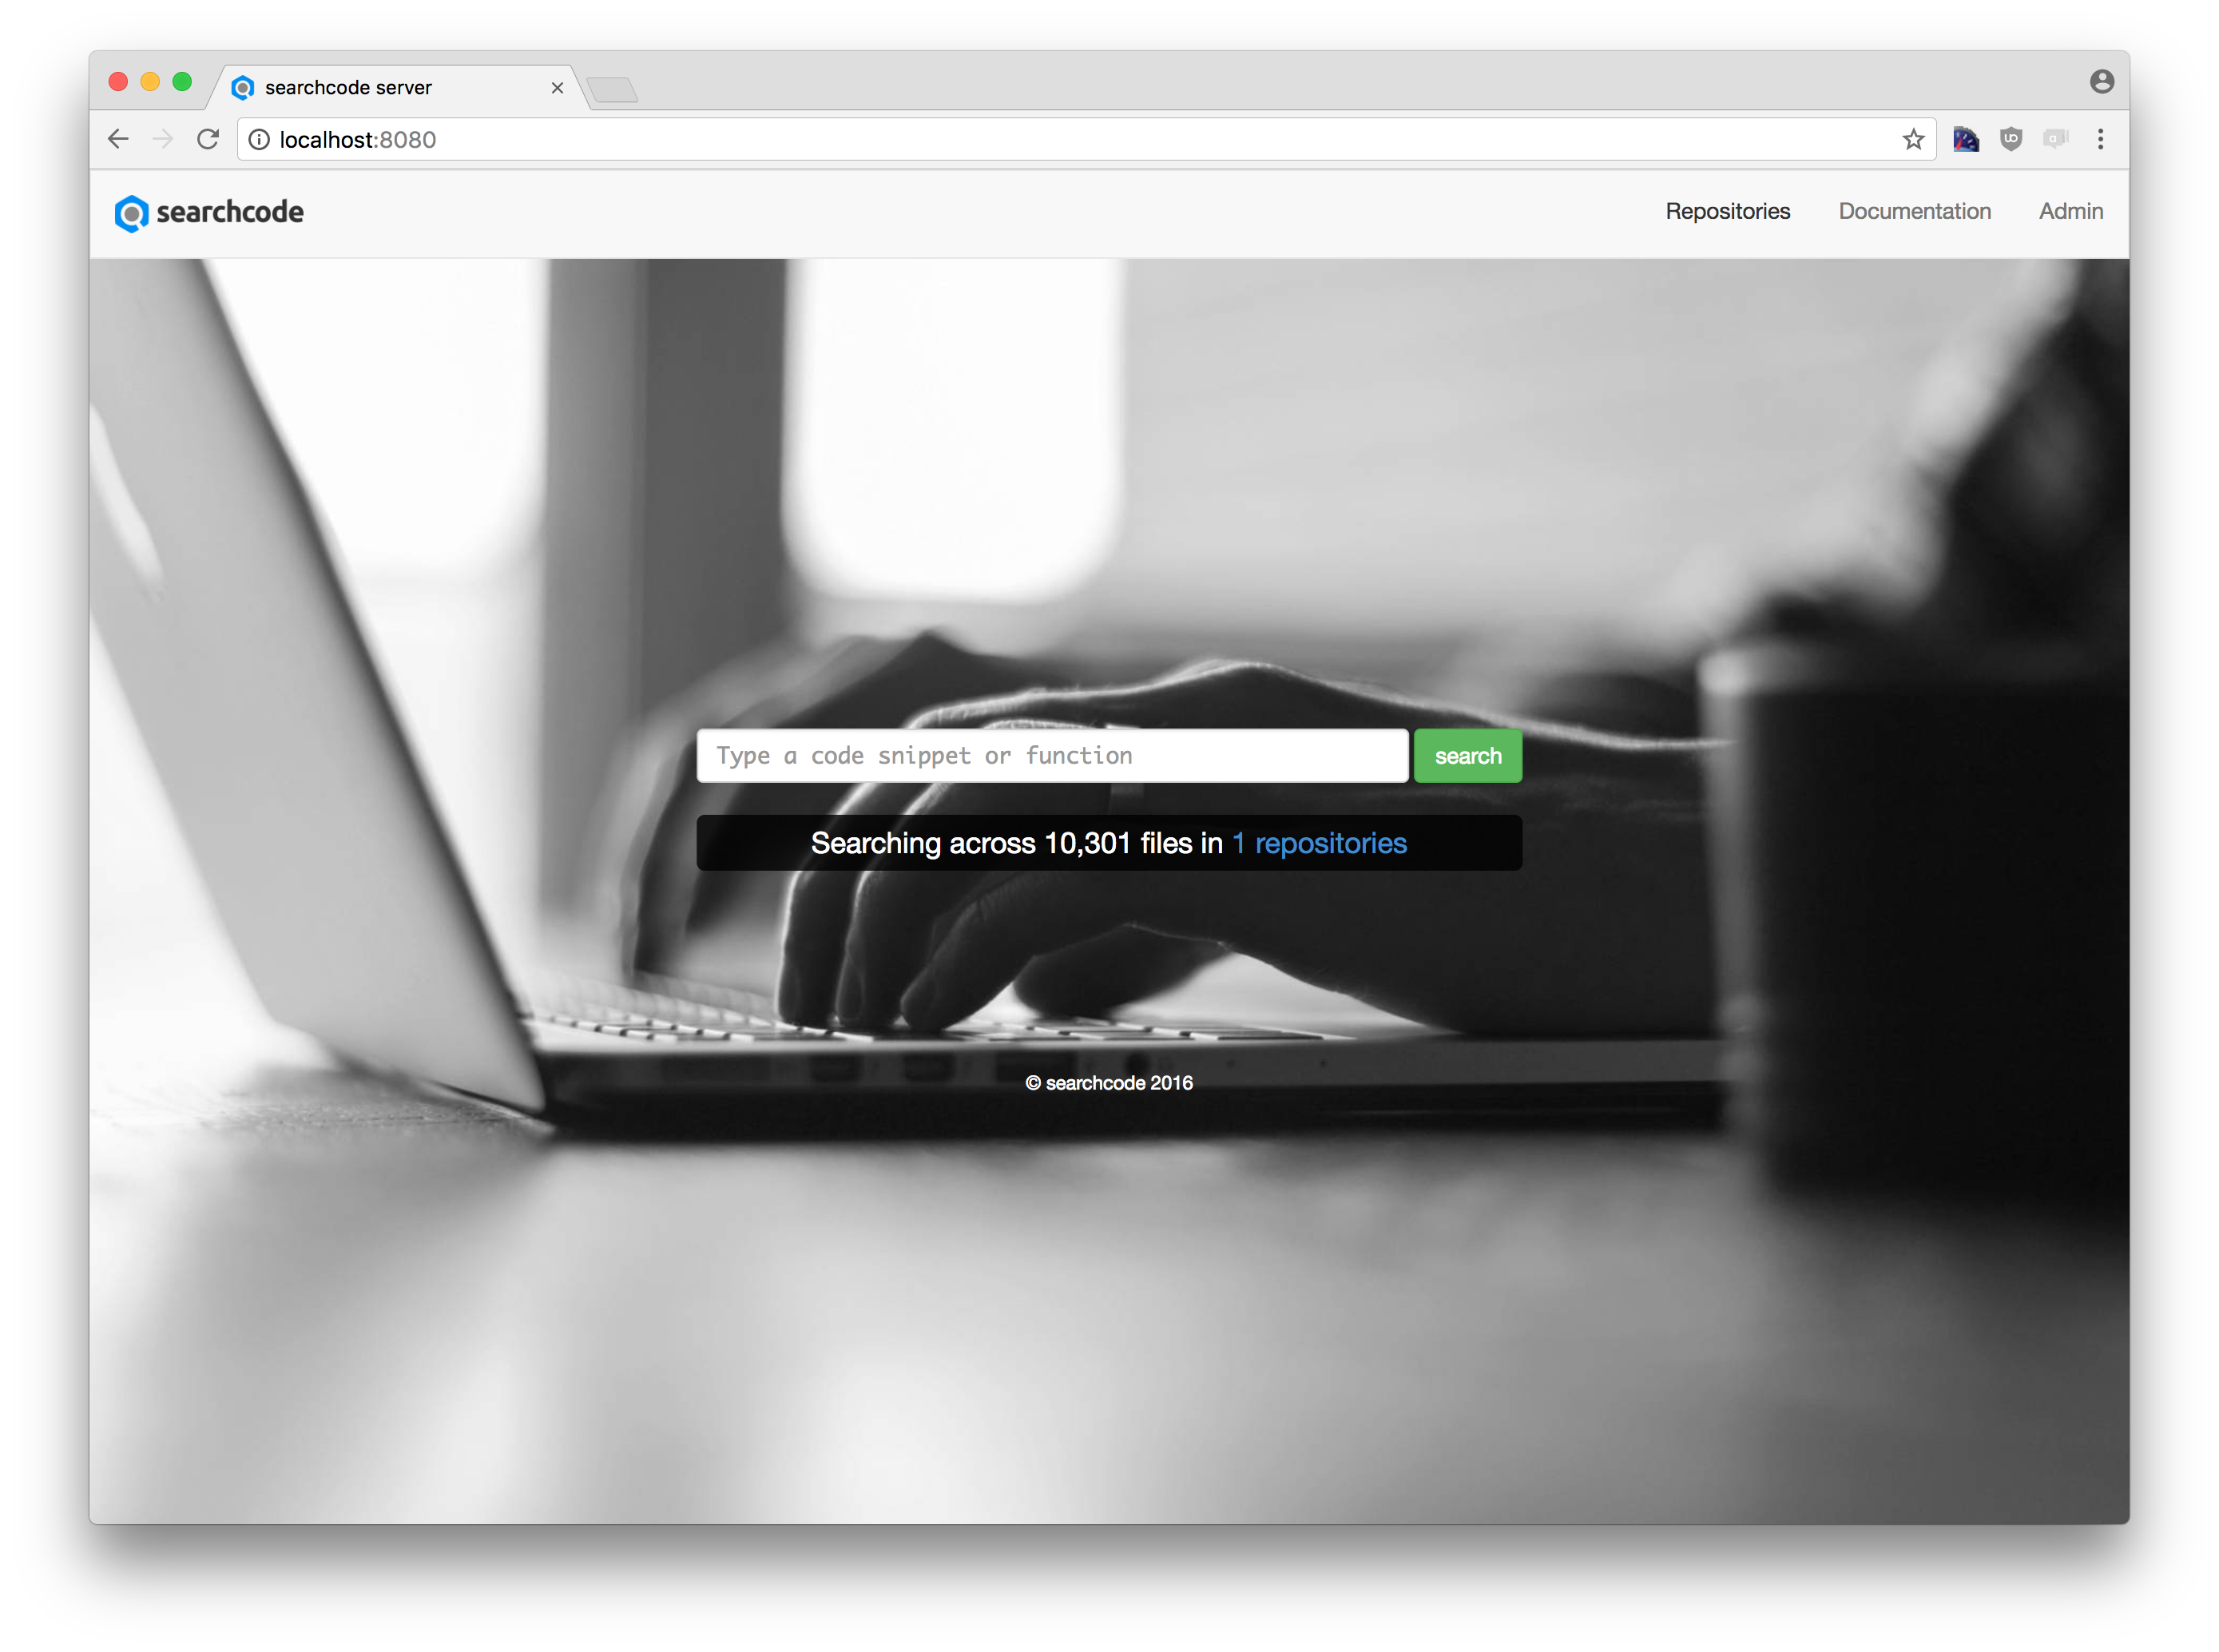 searchcode server
localhost:8080
searchcode
Repositories Documentation Admin
Type a code snippet or function search
Searching across 10,301 files in 1 repositories
© searchcode 2016